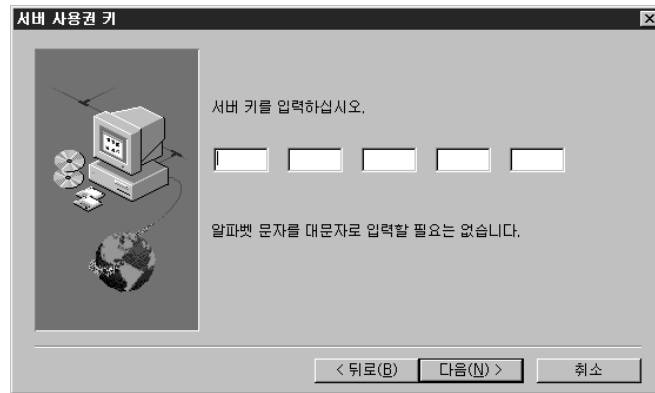 서버 사용권 키
서버 키를 입력하십시오.
알파벳 문자를 대문자로 입력할 필요는 없습니다.
< 뒤로(B) 다음(N) > 취소